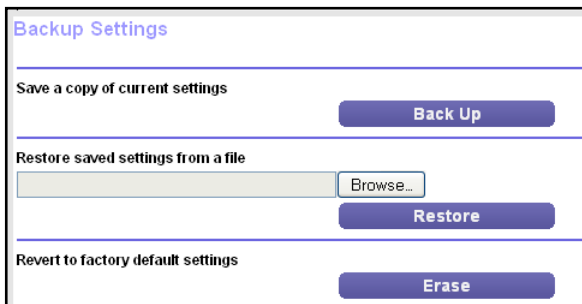 Backup Settings
Save a copy of current settings
Back Up
Restore saved settings from a file
Browse...
Restore
Revert to factory default settings
Erase